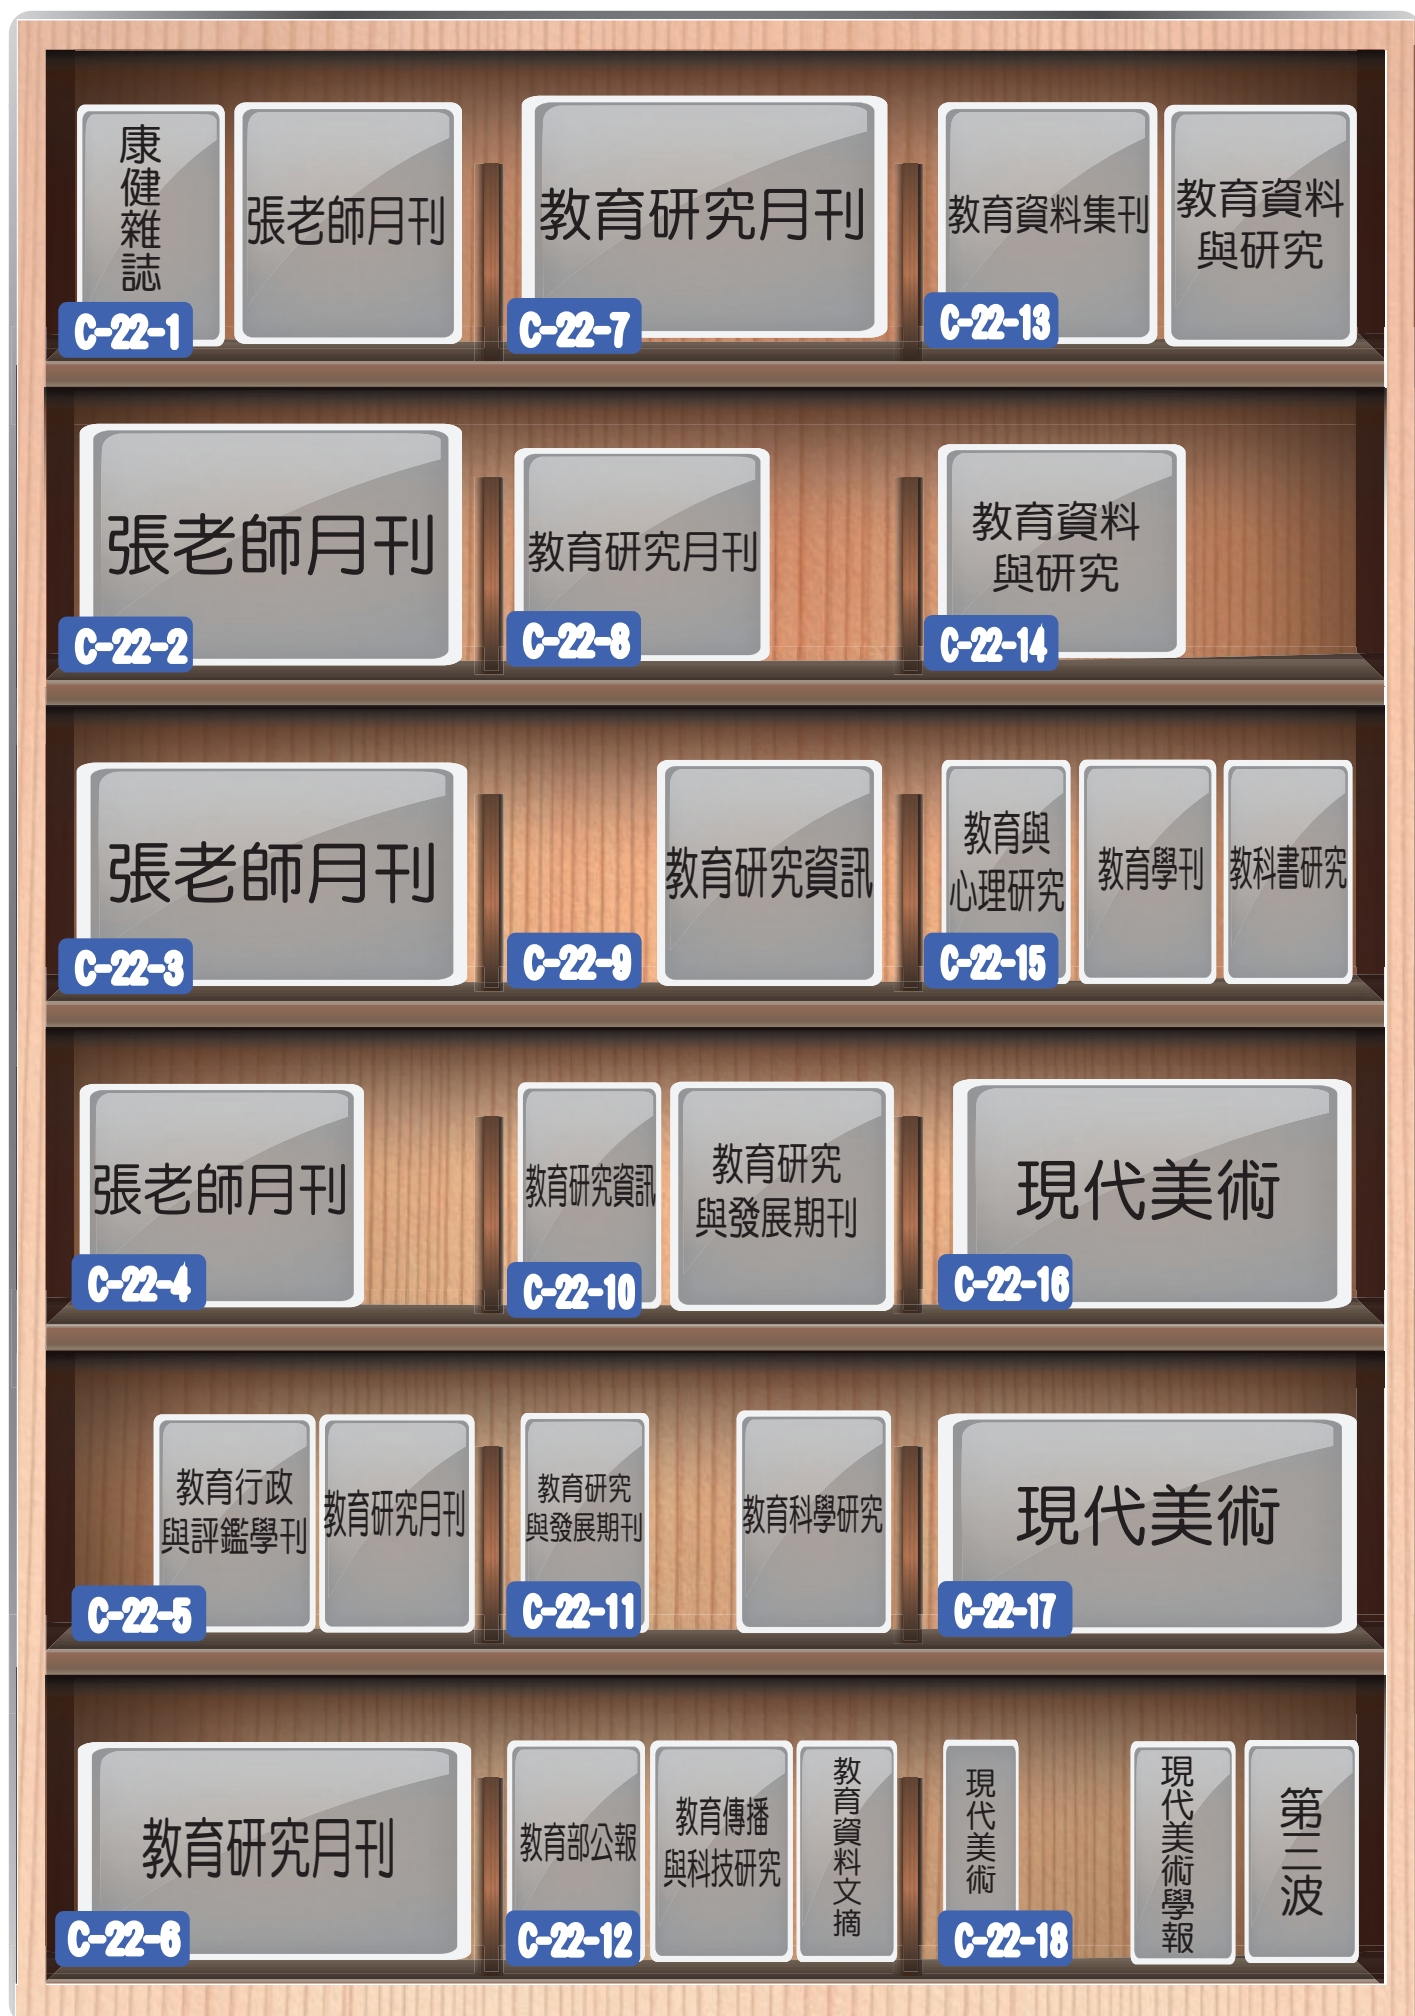 康健雜誌
張老師月刊
C-22-1
教育研究月刊
C-22-7
教育資料集刊
C-22-13
教育資料
與研究
張老師月刊
C-22-2
教育研究月刊
C-22-8
教育資料
與研究
C-22-14
張老師月刊
C-22-3
教育研究資訊
C-22-9
教育與
心理研究
C-22-15
教育學刊
教科書研究
張老師月刊
C-22-4
教育研究資訊
C-22-10
教育研究
與發展期刊
現代美術
C-22-16
教育行政
與評鑑學刊
C-22-5
教育研究月刊
教育研究
與發展期刊
C-22-11
教育科學研究
現代美術
C-22-17
教育研究月刊
C-22-6
教育部公報
C-22-12
教育傳播
與科技研究
教育資料文摘
現代美術
C-22-18
現代美術學報
第三波